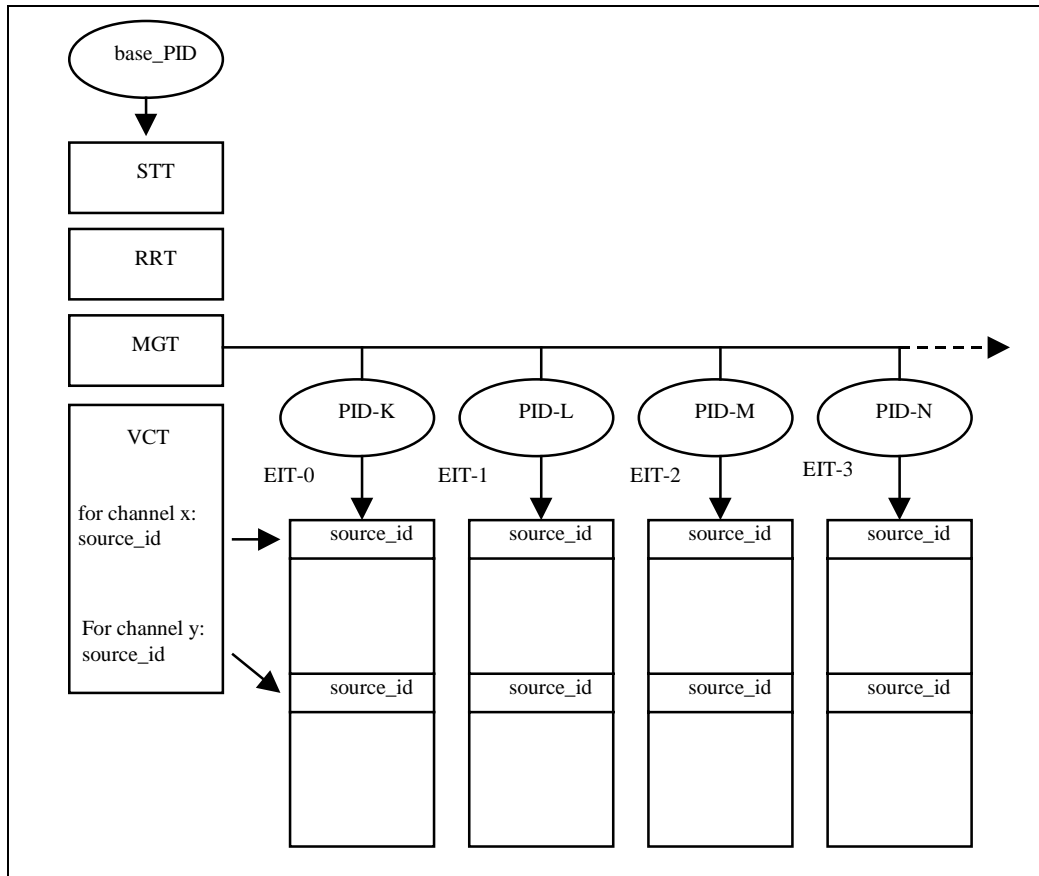 base_PID
STT
RRT
MGT
PID-K
PID-L
PID-M
PID-N
VCT
EIT-0
EIT-1
EIT-2
EIT-3
for channel x:
source_id
source_id
source_id
source_id
source_id
For channel y:
source_id
source_id
source_id
source_id
source_id